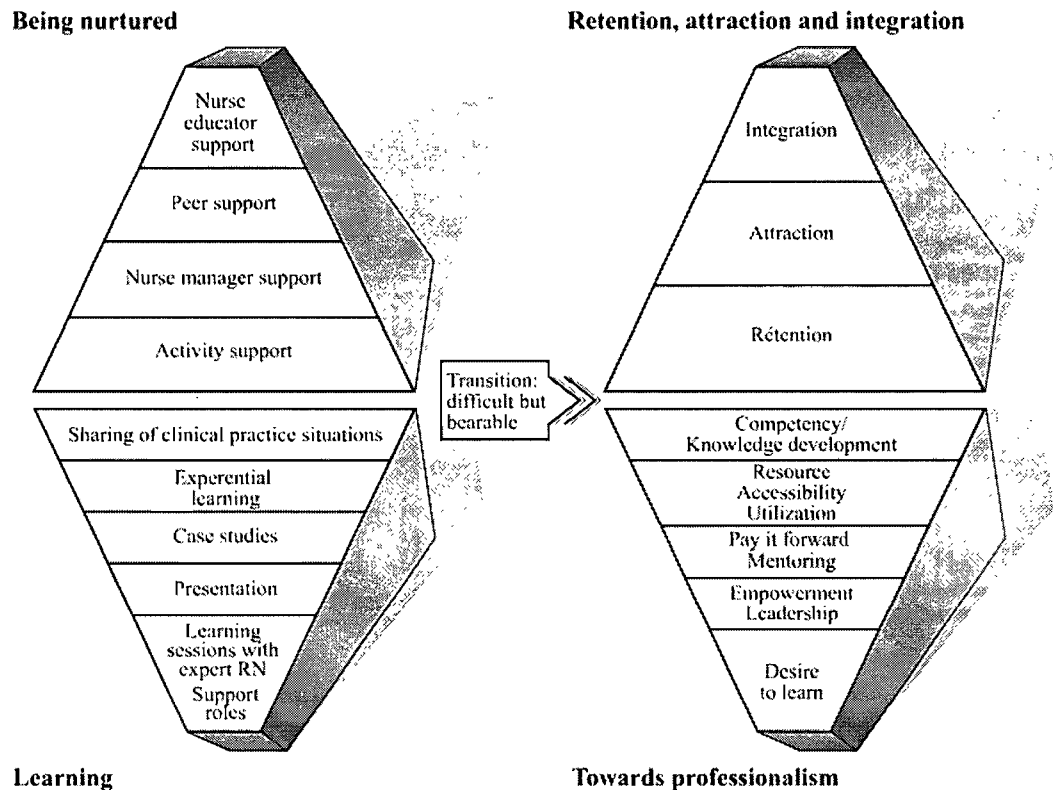 Being nurtured
Nurse
educator
support
Peer support
Nurse manager support
Activity support
Sharing of clinical practice situations
Experential
learning
Case studies
Presentation
Learning
sessions with
expert RN
Support
roles
Learning
Transition:
difficult but
bearable
Retention, attraction and integration
Integration
Attraction
Rétention
Competency/
Knowledge development
Resource
Accessibility
Utilization
Pay it forward
Mentoring
Empowerment
Leadership
Desire
to learn
Towards professionalism